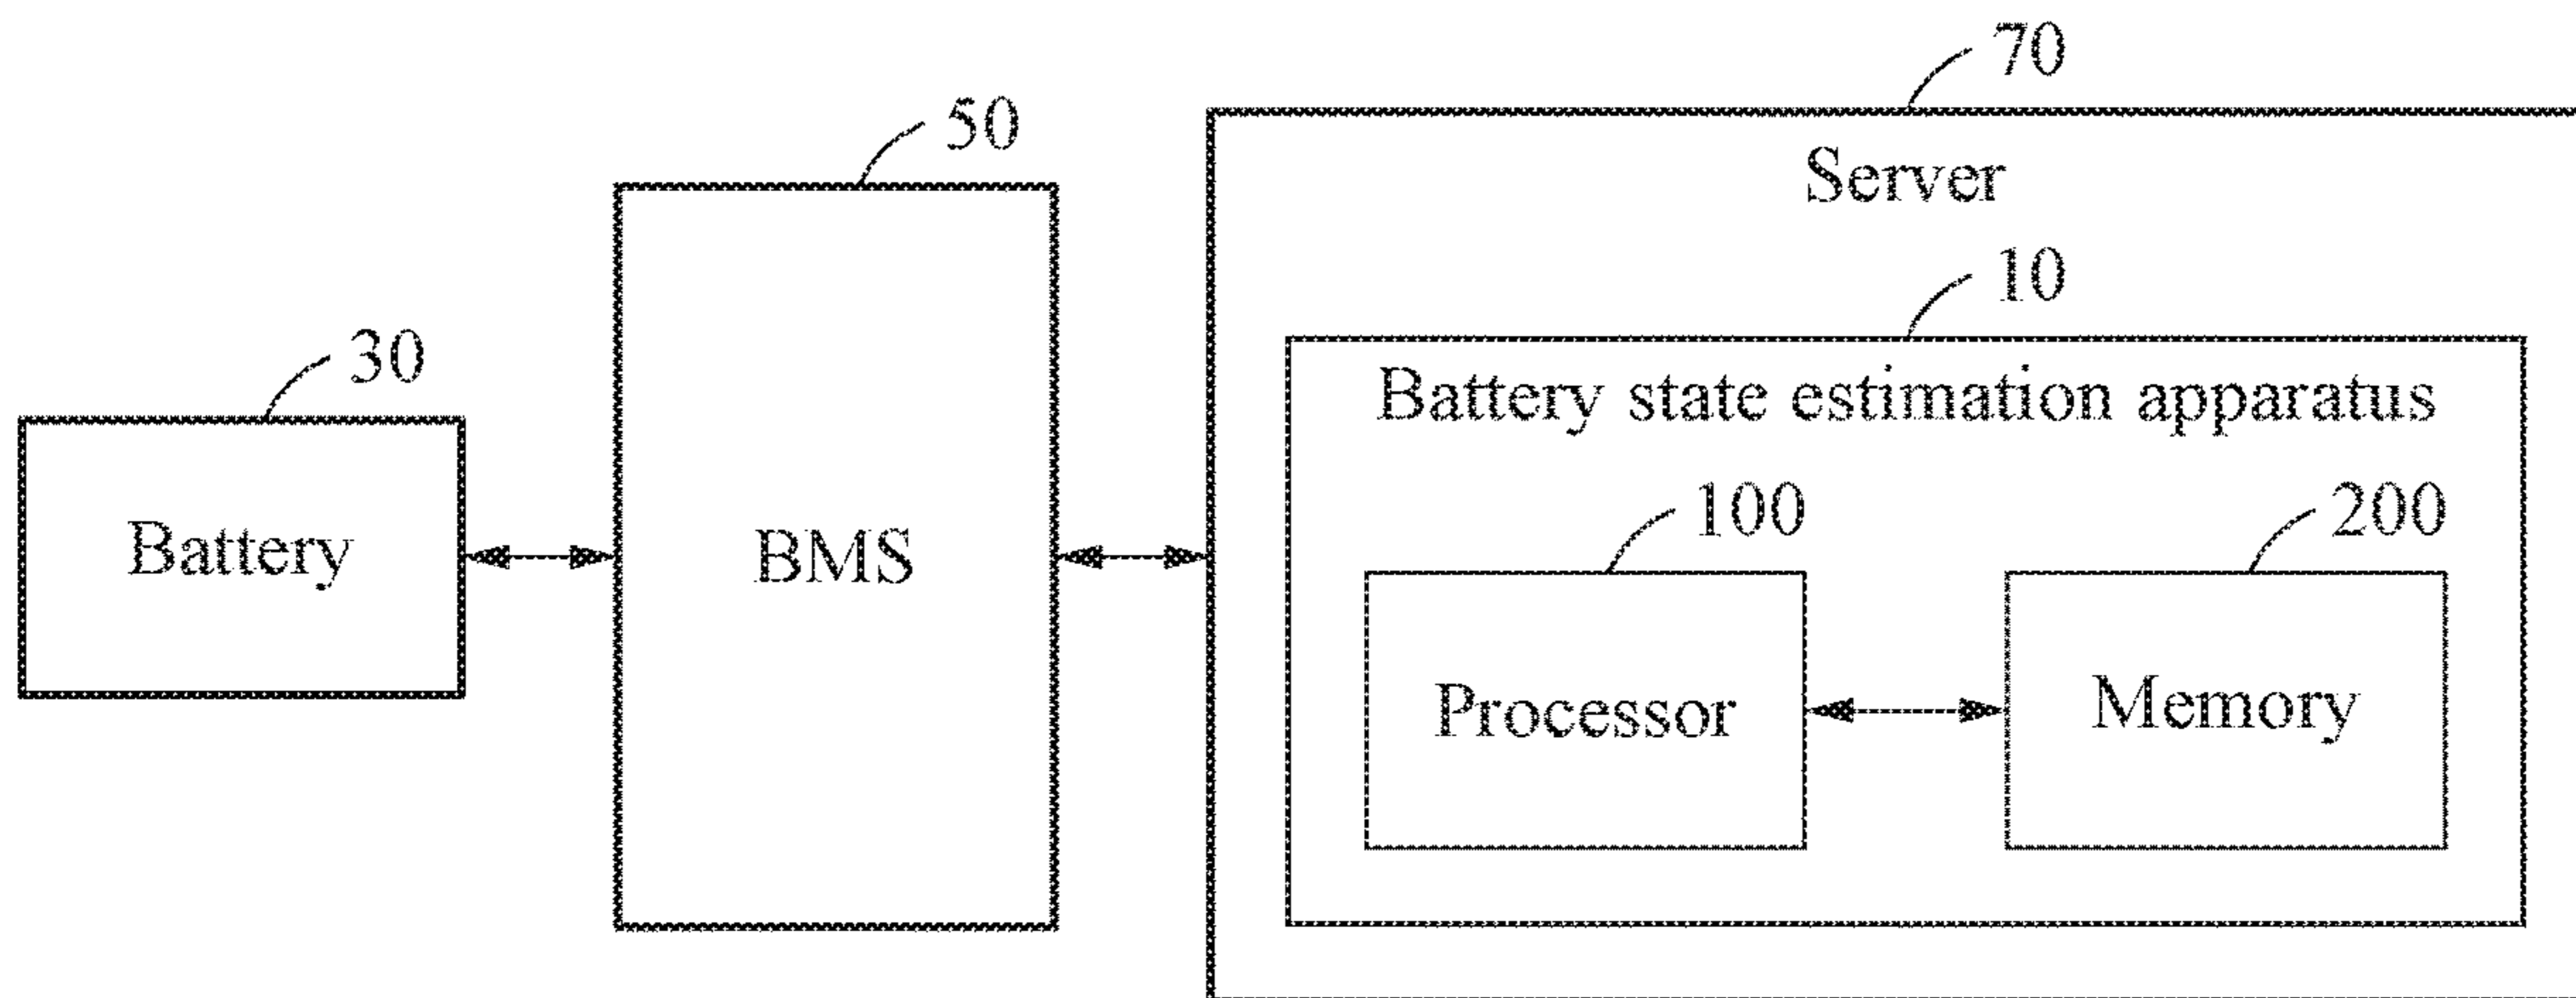 70
50
Server
10
30
Battery state estimation apparatus
100
200
Battery
BMS
Processor
Memory